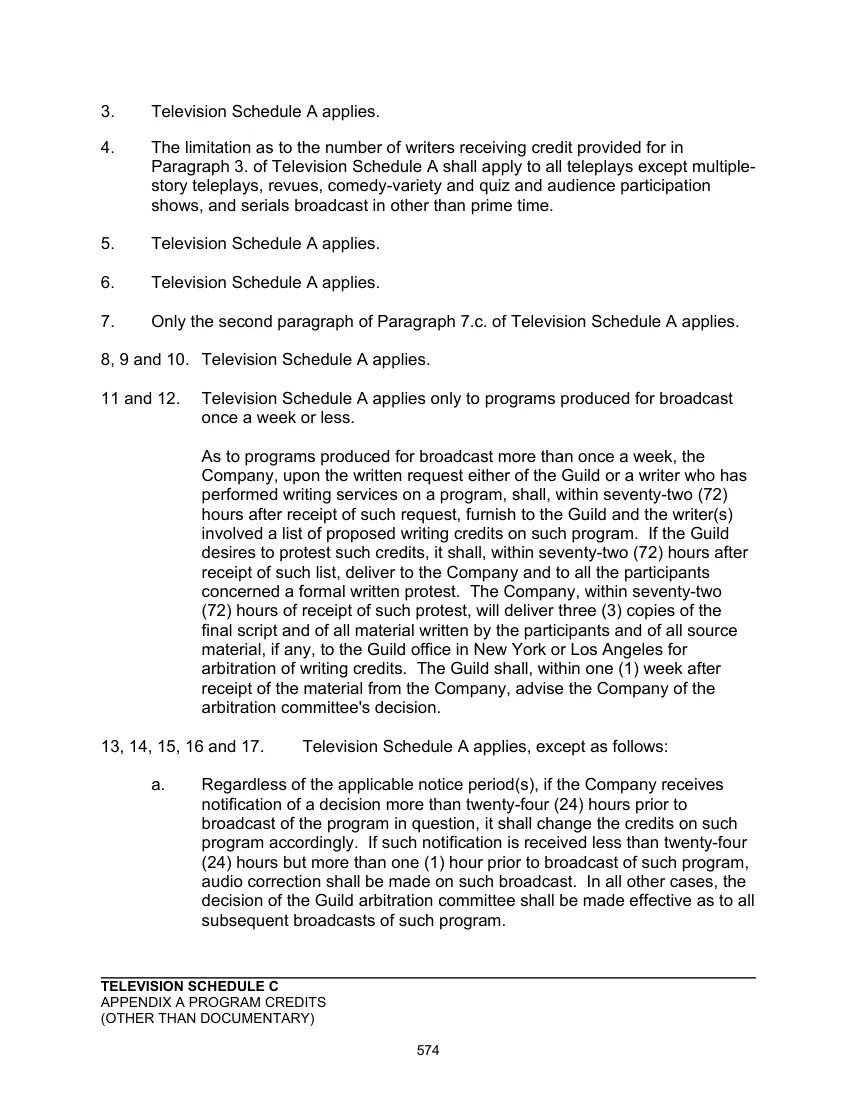 3. Television Schedule A applies.
4. The limitation as to the number of writers receiving credit provided for in
Paragraph 3. of Television Schedule A shall apply to all teleplays except multiple-
story teleplays, revues, comedy-variety and quiz and audience participation
shows, and serials broadcast in other than prime time.
5. Television Schedule A applies.
6. Television Schedule A applies.
7. Only the second paragraph of Paragraph 7.c. of Television Schedule A applies.
8, 9 and 10. Television Schedule A applies.
11 and 12. Television Schedule A applies only to programs produced for broadcast
once a week or less.
As to programs produced for broadcast more than once a week, the
Company, upon the written request either of the Guild or a writer who has
performed writing services on a program, shall, within seventy-two (72)
hours after receipt of such request, furnish to the Guild and the writer(s)
involved a list of proposed writing credits on such program. If the Guild
desires to protest such credits, it shall, within seventy-two (72) hours after
receipt of such list, deliver to the Company and to all the participants
concerned a formal written protest. The Company, within seventy-two
(72) hours of receipt of such protest, will deliver three (3) copies of the
final script and of all material written by the participants and of all source
material, if any, to the Guild office in New York or Los Angeles for
arbitration of writing credits. The Guild shall, within one (1) week after
receipt of the material from the Company, advise the Company of the
arbitration committee's decision.
13, 14, 15, 16 and 17. Television Schedule A applies, except as follows:
a. Regardless of the applicable notice period(s), if the Company receives
notification of a decision more than twenty-four (24) hours prior to
broadcast of the program in question, it shall change the credits on such
program accordingly. If such notification is received less than twenty-four
(24) hours but more than one (1) hour prior to broadcast of such program,
audio correction shall be made on such broadcast. In all other cases, the
decision of the Guild arbitration committee shall be made effective as to all
subsequent broadcasts of such program.
TELEVISION SCHEDULE C
APPENDIX A PROGRAM CREDITS
(OTHER THAN DOCUMENTARY)
574